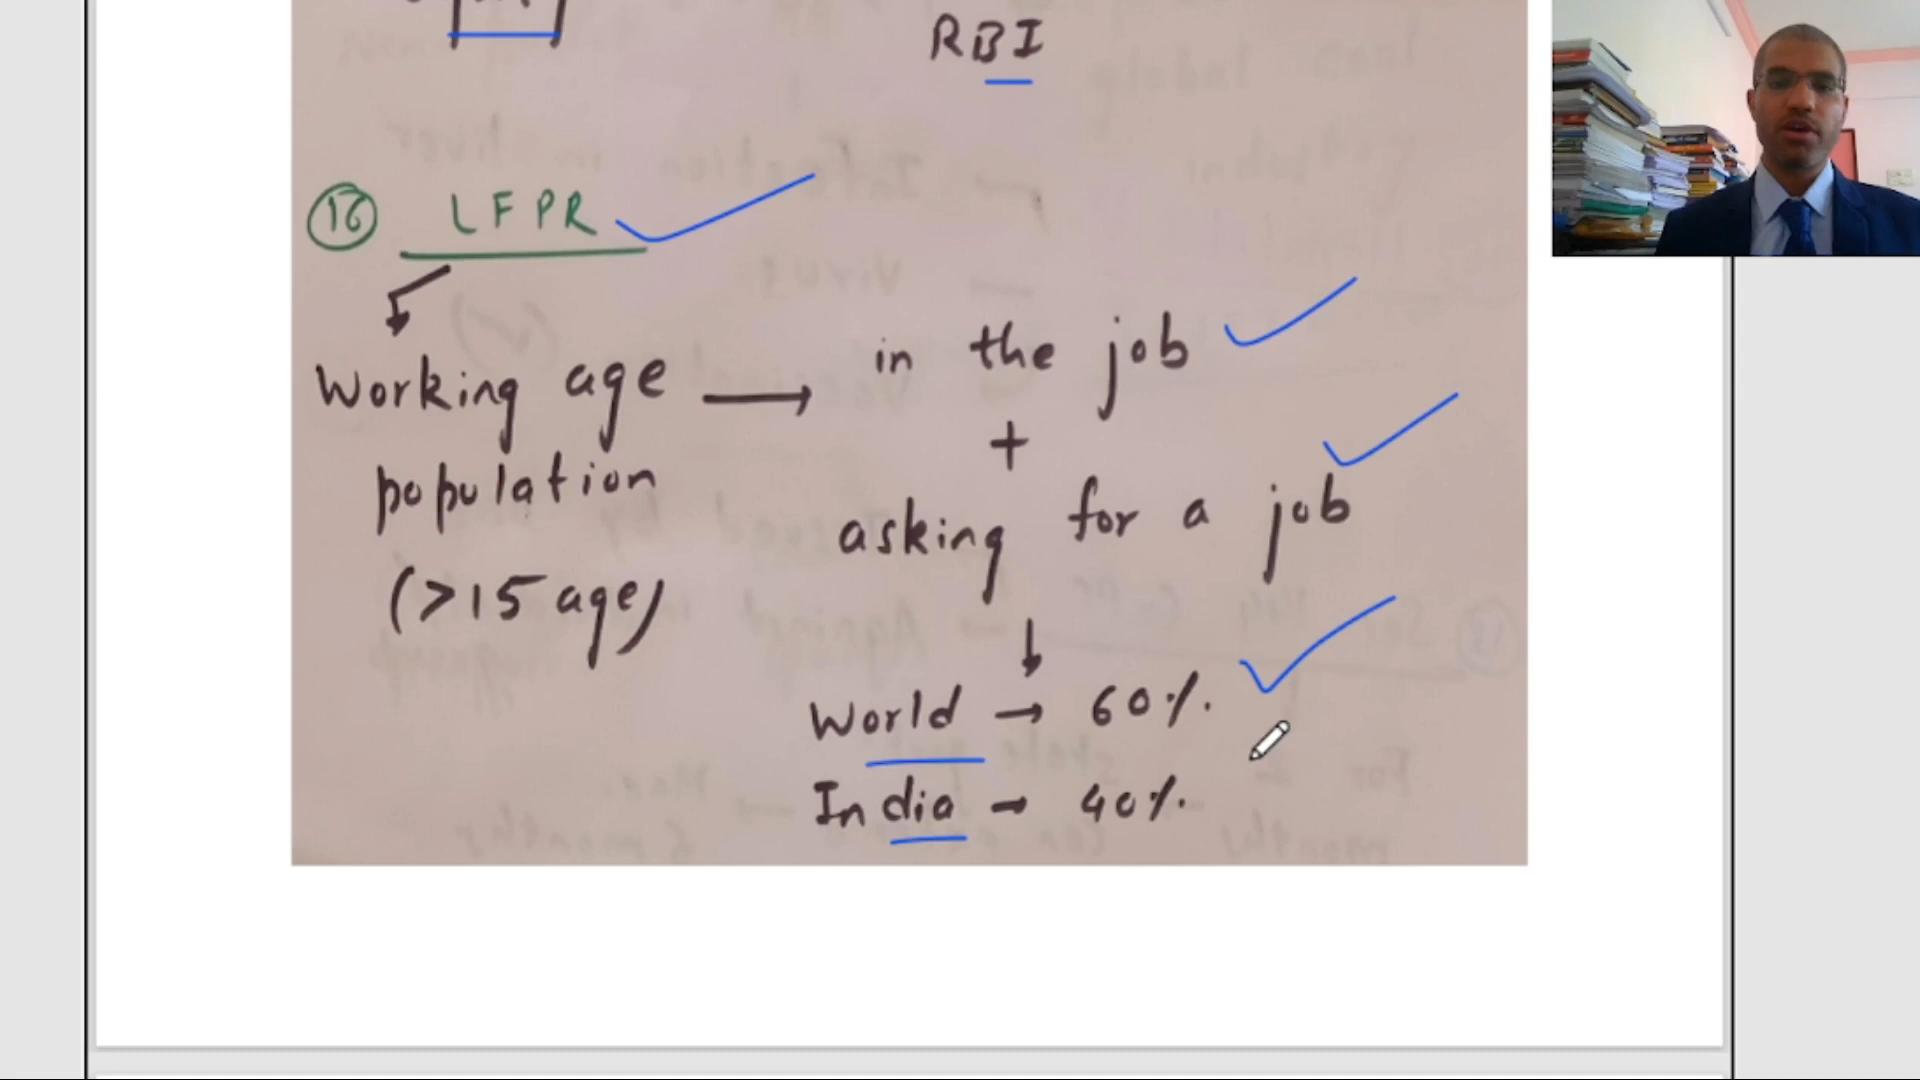 RBI
16 LFPR
Working age → in the job
+
population
asking for a job
(>15 age)
↓
World → 60%.
India → 40%.